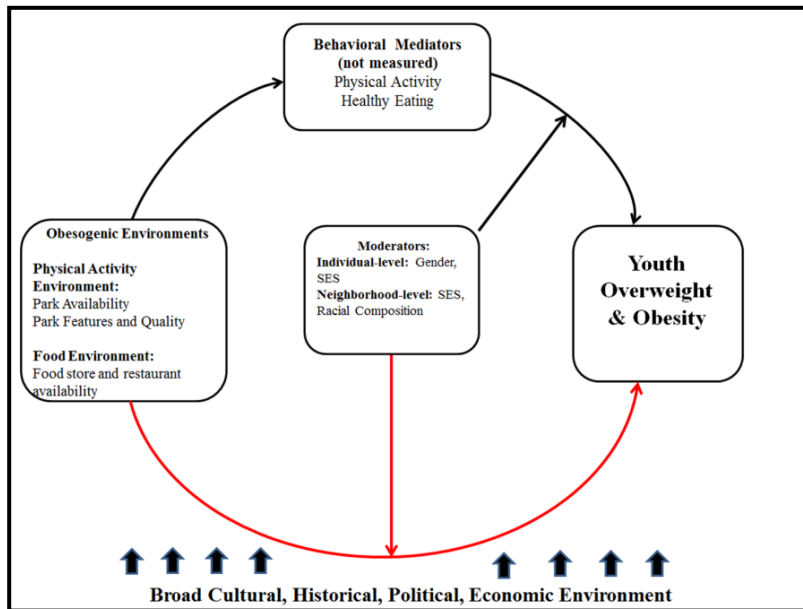 Behavioral Mediators
(not measured)
Physical Activity
Healthy Eating
Obesogenic Environments
Physical Activity
Environment:
Park Availability
Park Features and Quality
Food Environment:
Food store and restaurant
availability
Moderators:
Individual-level: Gender,
SES
Neighborhood-level: SES,
Racial Composition
Youth
Overweight
& Obesity
Broad Cultural, Historical, Political, Economic Environment